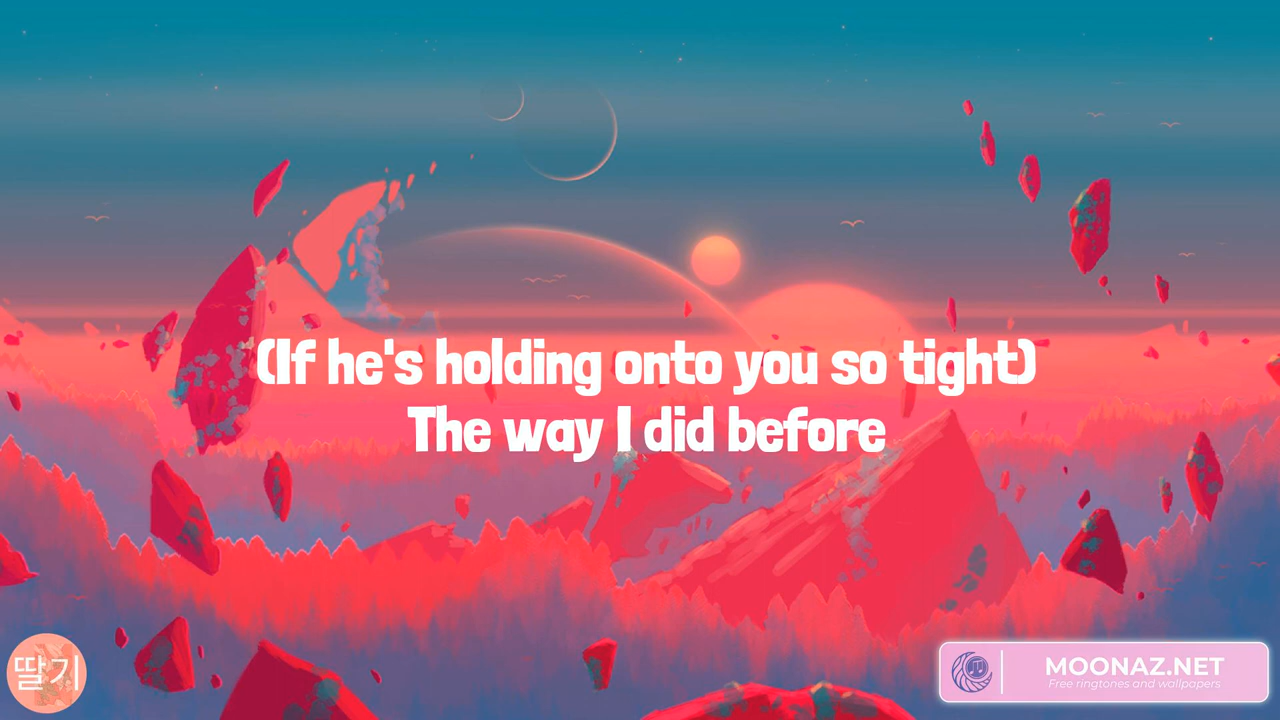 (If he's holding onto you so tight)
The way I did before
딸기
MOONAZ.NET
Free ringtones and wallpapers